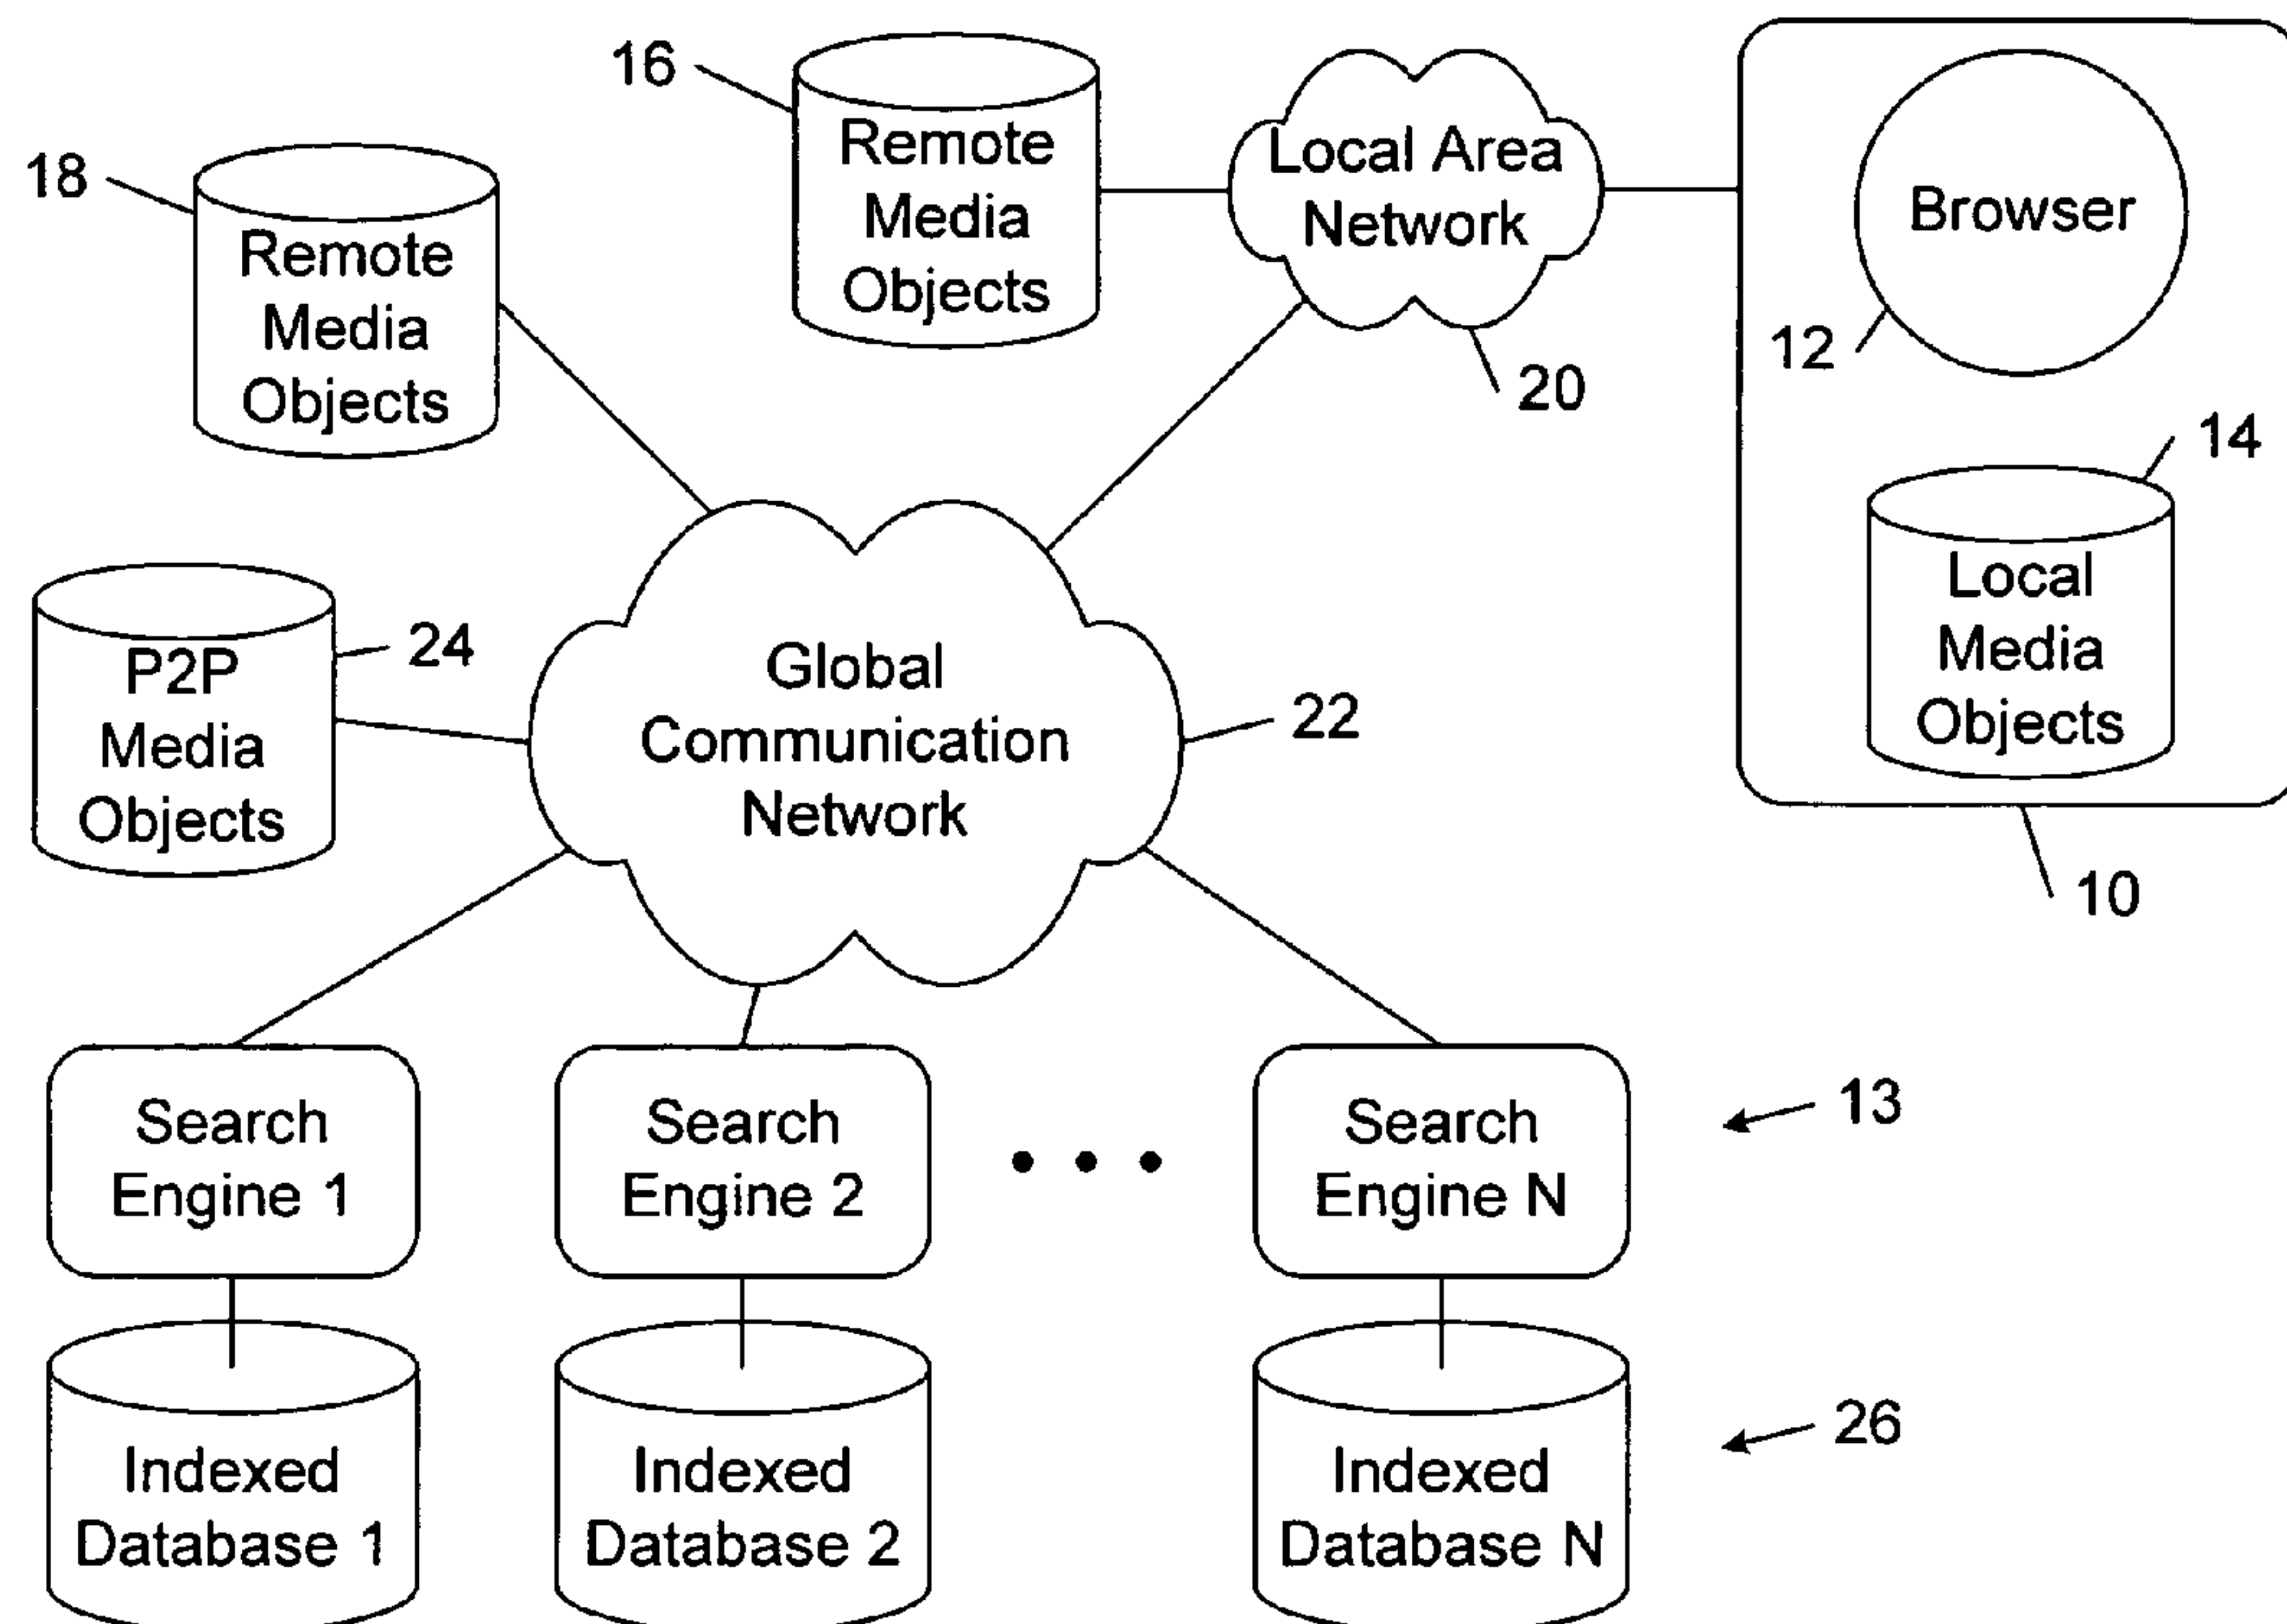 16
Remote
Media
Objects
Local Area
Network
20
Browser
12
18
Remote
Media
Objects
14
Local
Media
Objects
10
P2P
Media
Objects
24
Global
Communication
Network
22
Search
Engine 1
Search
Engine 2
• • •
Search
Engine N
13
Indexed
Database 1
Indexed
Database 2
Indexed
Database N
26